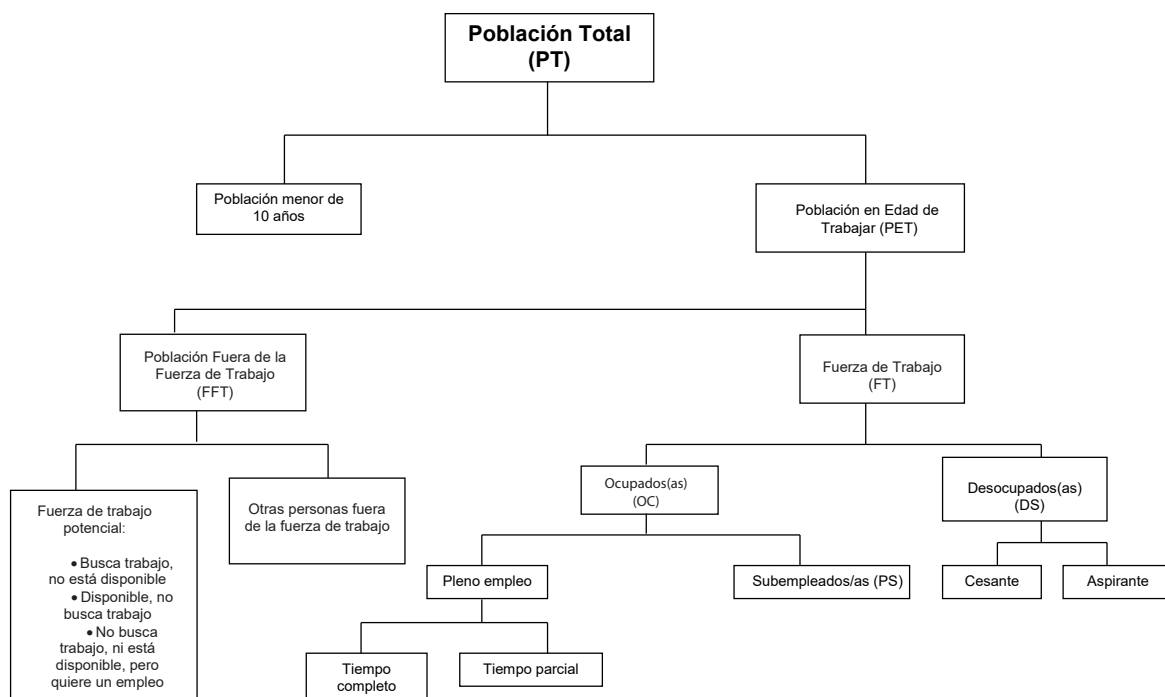 Población Total
(PT)
Población menor de
10 años
Población en Edad de
Trabajar (PET)
Población Fuera de la
Fuerza de Trabajo
(FFT)
Fuerza de Trabajo
(FT)
Fuerza de trabajo
potencial:
• Busca trabajo,
no está disponible
• Disponible, no
busca trabajo
• No busca
trabajo, ni está
disponible, pero
quiere un empleo
Otras personas fuera
de la fuerza de trabajo
Ocupados(as)
(OC)
Desocupados(as)
(DS)
Pleno empleo
Subempleados/as (PS)
Cesante
Aspirante
Tiempo
completo
Tiempo parcial